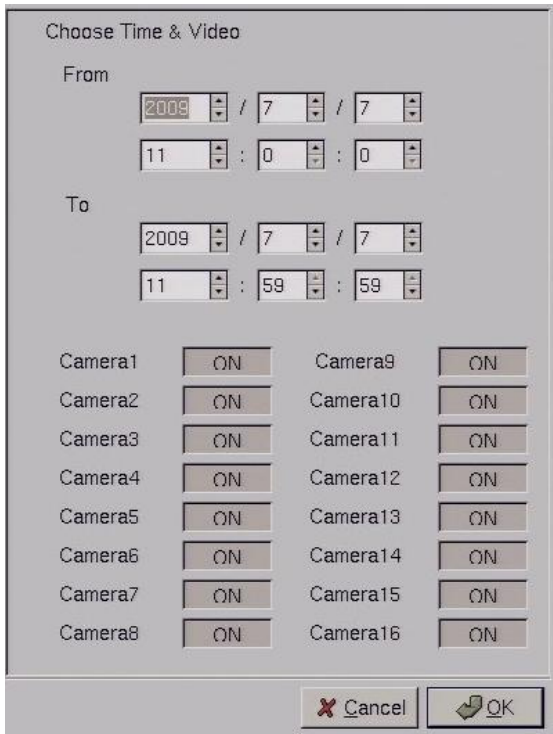 Choose Time & Video
From
2009 / 7 / 7
11 : 0 : 0
To
2009 / 7 / 7
11 : 59 : 59
Camera1 ON Camera9 ON
Camera2 ON Camera10 ON
Camera3 ON Camera11 ON
Camera4 ON Camera12 ON
Camera5 ON Camera13 ON
Camera6 ON Camera14 ON
Camera7 ON Camera15 ON
Camera8 ON Camera16 ON
Cancel OK